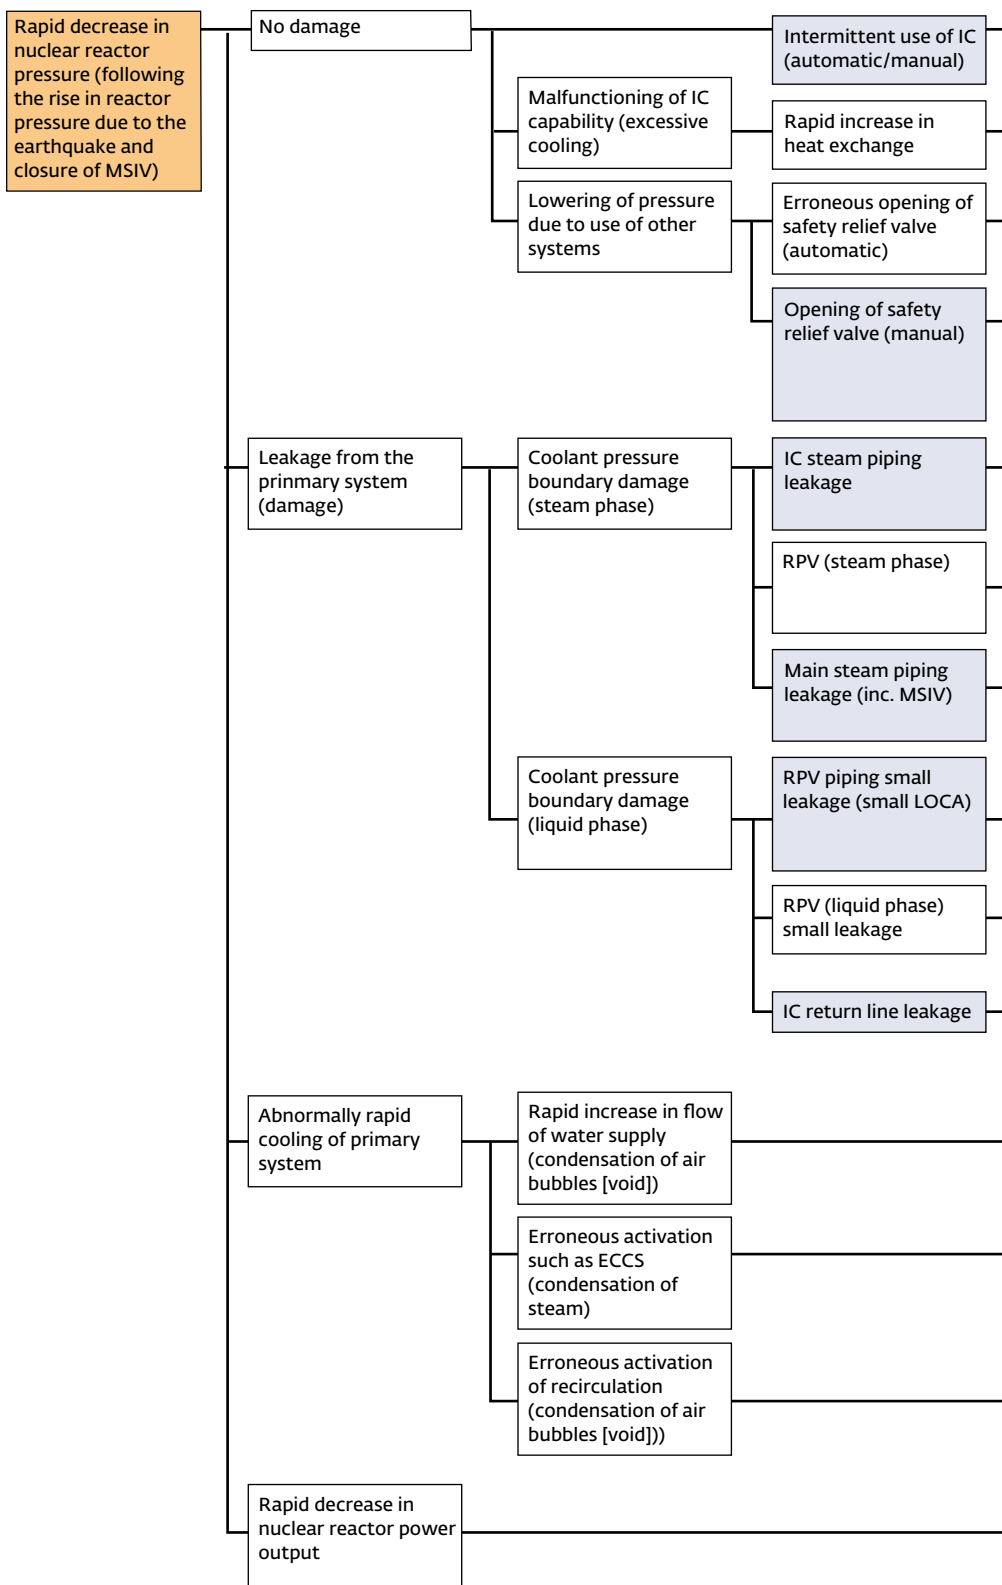 Rapid decrease in
nuclear reactor
pressure (following
the rise in reactor
pressure due to the
earthquake and
closure of MSIV)
No damage
Intermittent use of IC
(automatic/manual)
Malfunctioning of IC
capability (excessive
cooling)
Rapid increase in
heat exchange
Lowering of pressure
due to use of other
systems
Erroneous opening of
safety relief valve
(automatic)
Opening of safety
relief valve (manual)
Leakage from the
prinmary system
(damage)
Coolant pressure
boundary damage
(steam phase)
IC steam piping
leakage
RPV (steam phase)
Main steam piping
leakage (inc. MSIV)
Coolant pressure
boundary damage
(liquid phase)
RPV piping small
leakage (small LOCA)
RPV (liquid phase)
small leakage
IC return line leakage
Abnormally rapid
cooling of primary
system
Rapid increase in flow
of water supply
(condensation of air
bubbles [void])
Erroneous activation
such as ECCS
(condensation of
steam)
Erroneous activation
of recirculation
(condensation of air
bubbles [void]))
Rapid decrease in
nuclear reactor power
output